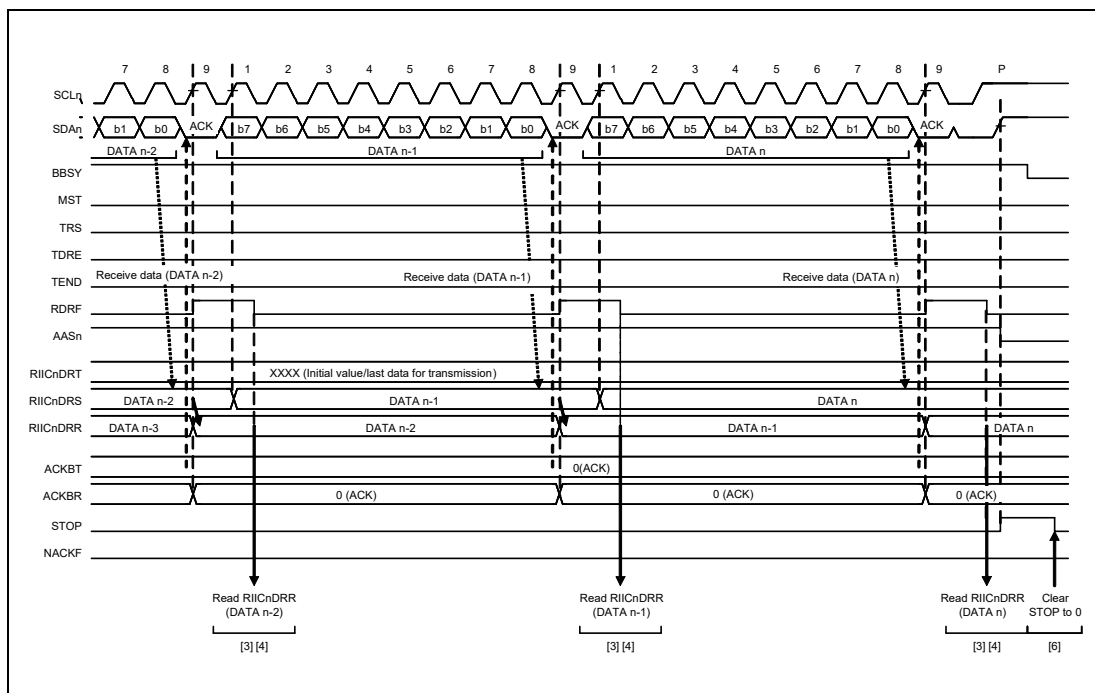 7 8 9 1 2 3 4 5 6 7 8 9 1 2 3 4 5 6 7 8 9 P
SCLn
SDAn b1 b0 ACK b7 b6 b5 b4 b3 b2 b1 b0 ACK b7 b6 b5 b4 b3 b2 b1 b0 ACK
DATA n-2 DATA n-1 DATA n
BBSY
MST
TRS
TDRE
Receive data (DATA n-2) Receive data (DATA n-1) Receive data (DATA n)
TEND
RDRF
AASn
RIICnDRT XXXX (Initial value/last data for transmission)
RIICnDRS DATA n-2 DATA n-1 DATA n
RIICnDRR DATA n-3 DATA n-2 DATA n-1 DATA n
ACKBT 0(ACK)
ACKBR 0 (ACK) 0 (ACK) 0 (ACK)
STOP
NACKF
Read RIICnDRR Read RIICnDRR Read RIICnDRR Clear
(DATA n-2) (DATA n-1) (DATA n) STOP to 0
[3] [4] [3] [4] [3] [4] [6]